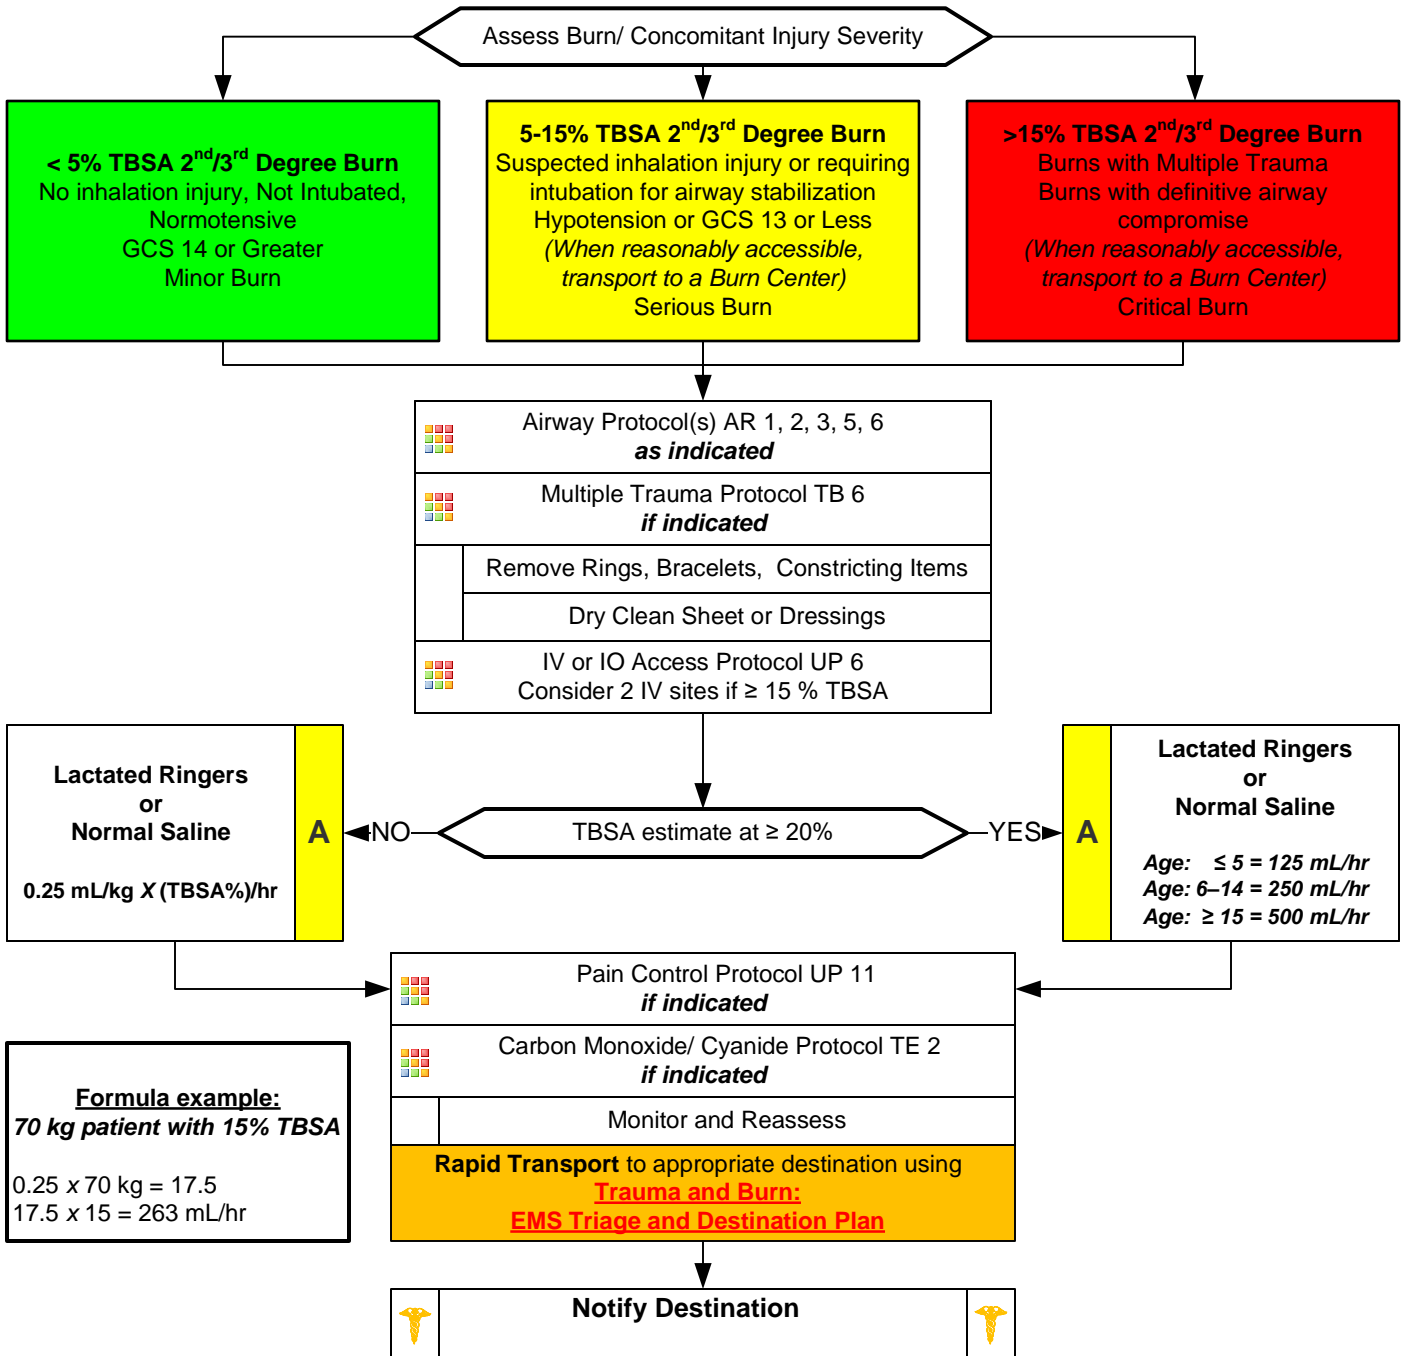 Assess Burn/ Concomitant Injury Severity
< 5% TBSA 2nd/3rd Degree Burn
No inhalation injury, Not Intubated,
Normotensive
GCS 14 or Greater
Minor Burn
5-15% TBSA 2nd/3rd Degree Burn
Suspected inhalation injury or requiring
intubation for airway stabilization
Hypotension or GCS 13 or Less
(When reasonably accessible,
transport to a Burn Center)
Serious Burn
>15% TBSA 2nd/3rd Degree Burn
Burns with Multiple Trauma
Burns with definitive airway
compromise
(When reasonably accessible,
transport to a Burn Center)
Critical Burn
Airway Protocol(s) AR 1, 2, 3, 5, 6
as indicated
Multiple Trauma Protocol TB 6
if indicated
Remove Rings, Bracelets, Constricting Items
Dry Clean Sheet or Dressings
IV or IO Access Protocol UP 6
Consider 2 IV sites if ≥ 15 % TBSA
Lactated Ringers
or
Normal Saline
0.25 mL/kg X (TBSA%)/hr
A
NO
TBSA estimate at ≥ 20%
YES
A
Lactated Ringers
or
Normal Saline
Age: ≤ 5 = 125 mL/hr
Age: 6–14 = 250 mL/hr
Age: ≥ 15 = 500 mL/hr
Pain Control Protocol UP 11
if indicated
Carbon Monoxide/ Cyanide Protocol TE 2
if indicated
Monitor and Reassess
Rapid Transport to appropriate destination using
Trauma and Burn:
EMS Triage and Destination Plan
Formula example:
70 kg patient with 15% TBSA
0.25 x 70 kg = 17.5
17.5 x 15 = 263 mL/hr
Notify Destination